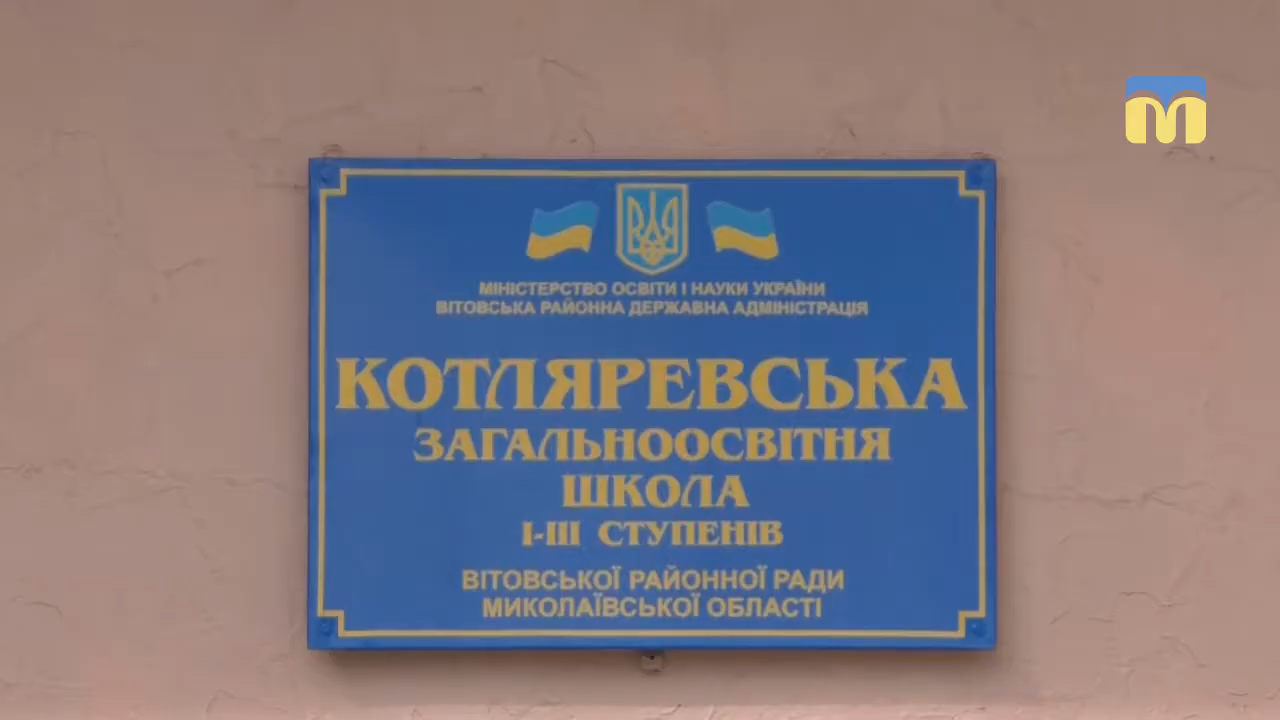 МІНІСТЕРСТВО ОСВІТИ І НАУКИ УКРАЇНИ
ВІТОВСЬКА РАЙОННА ДЕРЖАВНА АДМІНІСТРАЦІЯ
КОТЛЯРЕВСЬКА
ЗАГАЛЬНООСВІТНЯ
ШКОЛА
І-ІІІ СТУПЕНІВ
ВІТОВСЬКОЇ РАЙОННОЇ РАДИ
МИКОЛАЇВСЬКОЇ ОБЛАСТІ